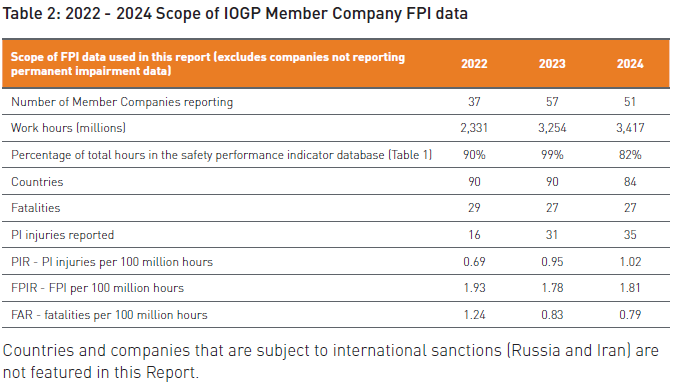 Table 2: 2022 - 2024 Scope of IOGP Member Company FPI data
Scope of FPI data used in this report (excludes companies not reporting
permanent impairment data) 2022 2023 2024
Number of Member Companies reporting 37 57 51
Work hours (millions) 2,331 3,254 3,417
Percentage of total hours in the safety performance indicator database (Table 1) 90% 99% 82%
Countries 90 90 84
Fatalities 29 27 27
PI injuries reported 16 31 35
PIR - PI injuries per 100 million hours 0.69 0.95 1.02
FPIR - FPI per 100 million hours 1.93 1.78 1.81
FAR - fatalities per 100 million hours 1.24 0.83 0.79
Countries and companies that are subject to international sanctions (Russia and Iran) are
not featured in this Report.